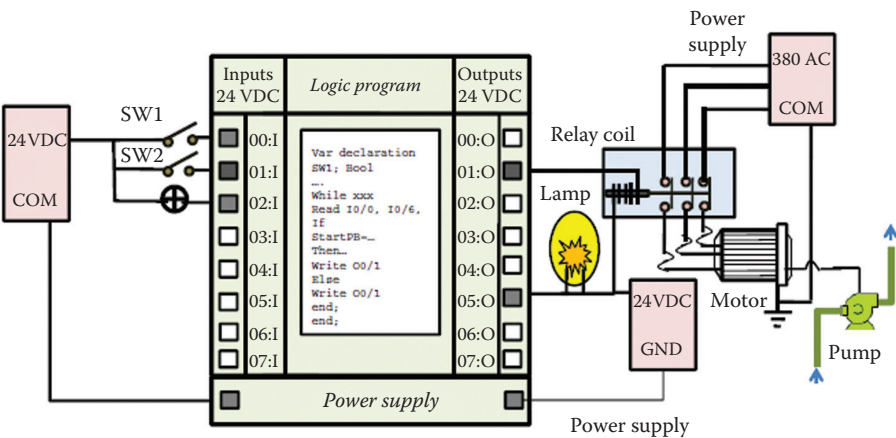 Power
supply
380 AC
COM
Inputs
24 VDC
Logic program
Outputs
24 VDC
SW1
SW2
24VDC
COM
00:I
01:I
02:I
03:I
04:I
05:I
06:I
07:I
Var declaration
SW1; Bool
….
While xxx
Read I0/0, I0/6,
If
StartPB=…
Then…
Write O0/1
Else
Write O0/1
end;
end;
00:O
01:O
02:O
03:O
04:O
05:O
06:O
07:O
Relay coil
Lamp
Motor
24VDC
GND
Pump
Power supply
Power supply